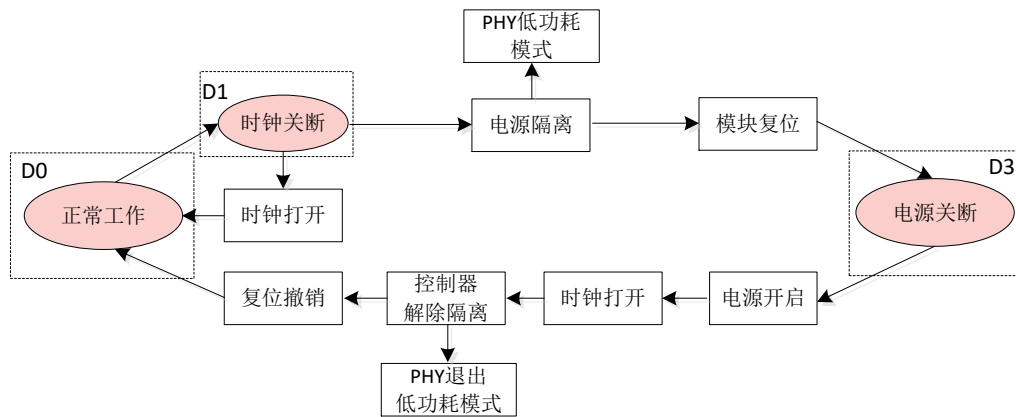 PHY低功耗
模式
D1
时钟关断
电源隔离
模块复位
D0
D3
正常工作
时钟打开
电源关断
复位撤销
控制器
解除隔离
时钟打开
电源开启
PHY退出
低功耗模式